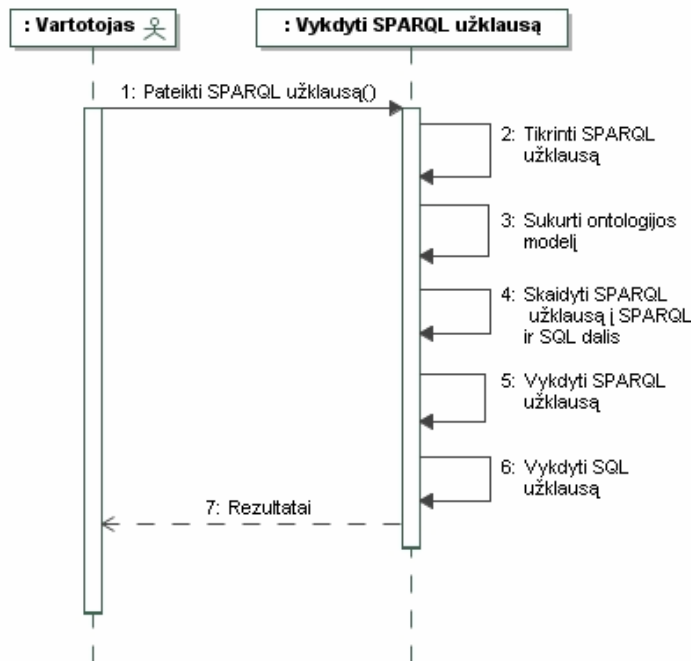 : Vartotojas
: Vykdyti SPARQL užklausą
1: Pateikti SPARQL užklausą()
2: Tikrinti SPARQL
užklausą
3: Sukurti ontologijos
modelį
4: Skaidyti SPARQL
užklausą į SPARQL
ir SQL dalis
5: Vykdyti SPARQL
užklausą
6: Vykdyti SQL
užklausą
7: Rezultatai